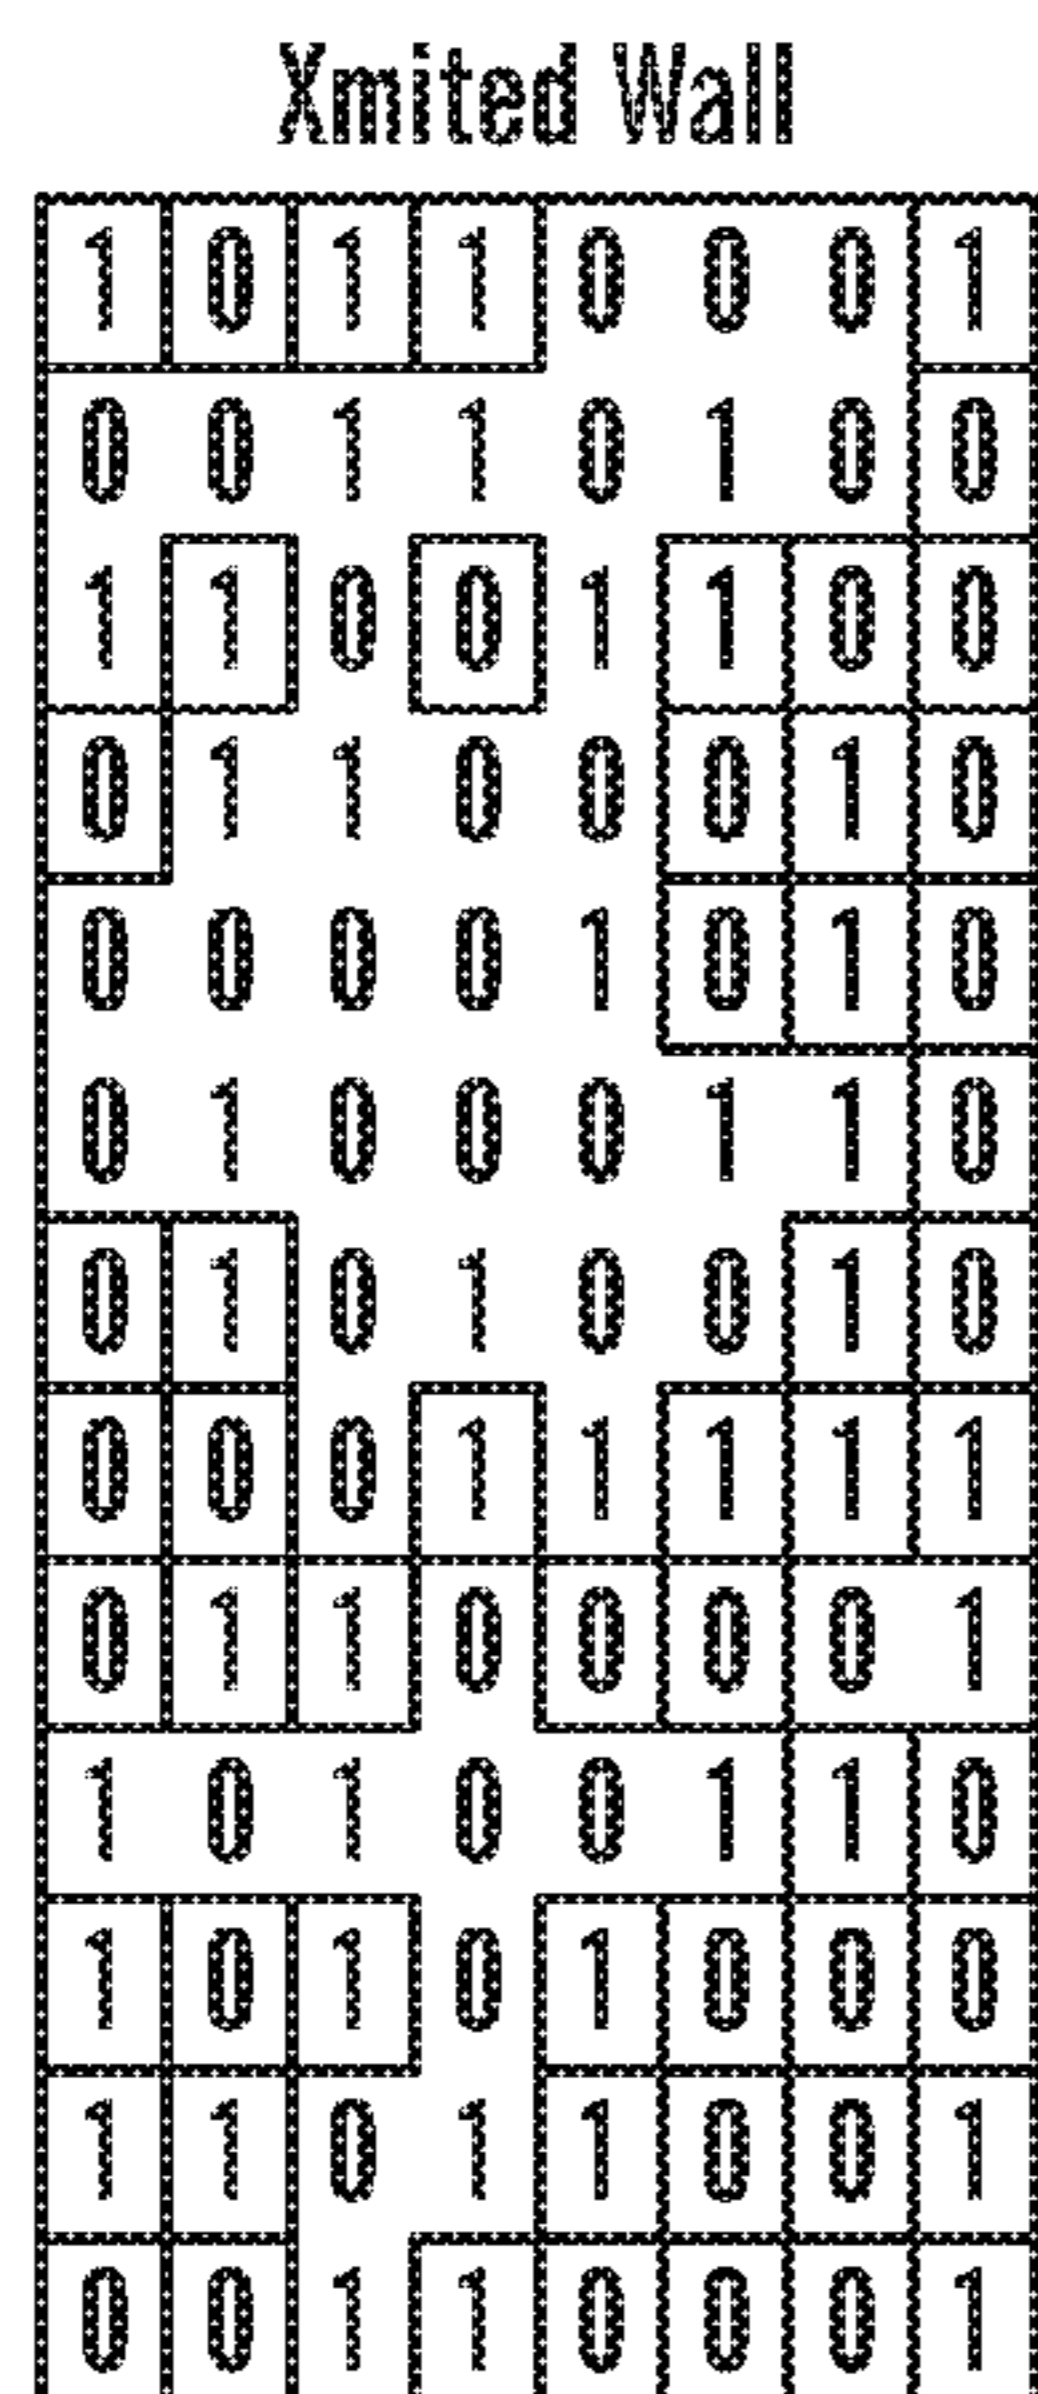 Xmited Wall
1 0 1 1 0 0 0 1
0 0 1 1 0 1 0 0
1 1 0 0 1 1 0 0
0 1 1 0 0 0 1 0
0 0 0 0 1 0 1 0
0 1 0 0 0 1 1 0
0 1 0 1 0 0 1 0
0 0 0 1 1 1 1 1
0 1 1 0 0 0 0 1
1 0 1 0 0 1 1 0
1 0 1 0 1 0 0 0
1 1 0 1 1 0 0 1
0 0 1 1 0 0 0 1